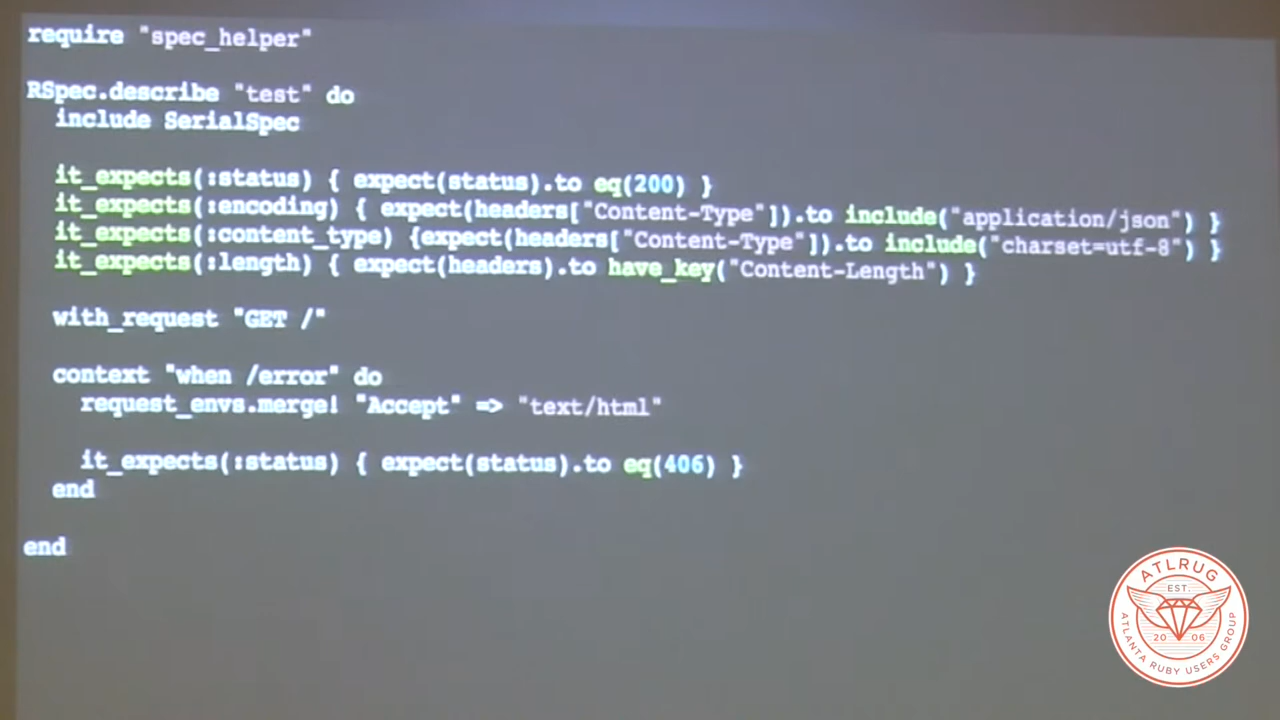 require "spec_helper"
RSpec.describe "test" do
include SerialSpec
it_expects(:status) { expect(status).to eq(200) }
it_expects(:encoding) { expect(headers["Content-Type"]).to include("application/json") }
it_expects(:content_type) {expect(headers["Content-Type"]).to include("charset=utf-8") }
it_expects(:length) { expect(headers).to have_key("Content-Length") }
with_request "GET /"
context "when /error" do
request_envs.merge! "Accept" => "text/html"
it_expects(:status) { expect(status).to eq(406) }
end
end
ATLRUG
EST.
20 06
ATLANTA RUBY USERS GROUP